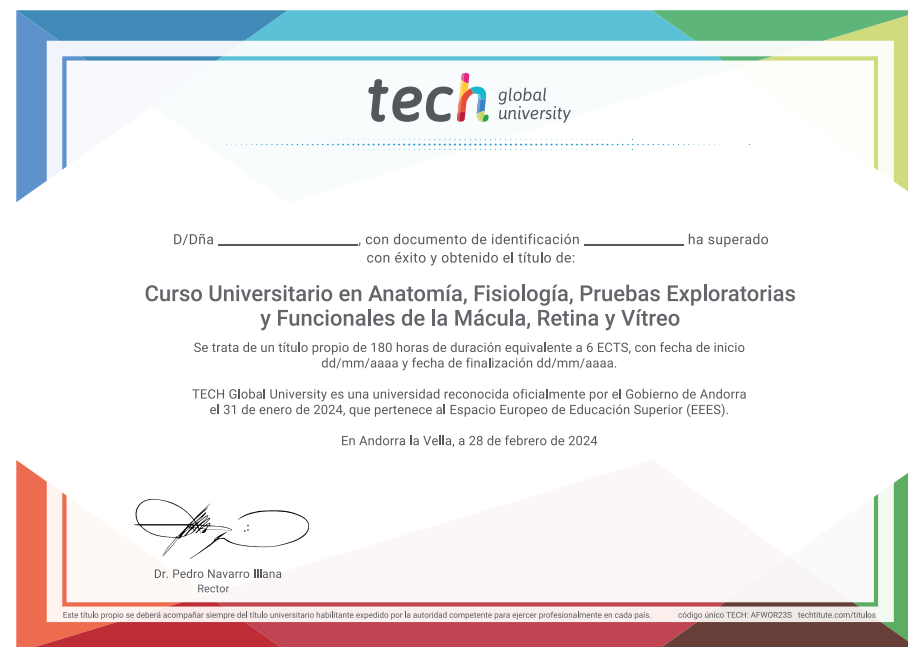 tech global university
D/Dña ____________________, con documento de identificación ______________ ha superado
con éxito y obtenido el título de:
Curso Universitario en Anatomía, Fisiología, Pruebas Exploratorias
y Funcionales de la Mácula, Retina y Vítreo
Se trata de un título propio de 180 horas de duración equivalente a 6 ECTS, con fecha de inicio
dd/mm/aaaa y fecha de finalización dd/mm/aaaa.
TECH Global University es una universidad reconocida oficialmente por el Gobierno de Andorra
el 31 de enero de 2024, que pertenece al Espacio Europeo de Educación Superior (EEES).
En Andorra la Vella, a 28 de febrero de 2024
Dr. Pedro Navarro Illana
Rector
Este título propio se deberá acompañar siempre del título universitario habilitante expedido por la autoridad competente para ejercer profesionalmente en cada país. código único TECH: AFWOR23S techtitute.com/titulos